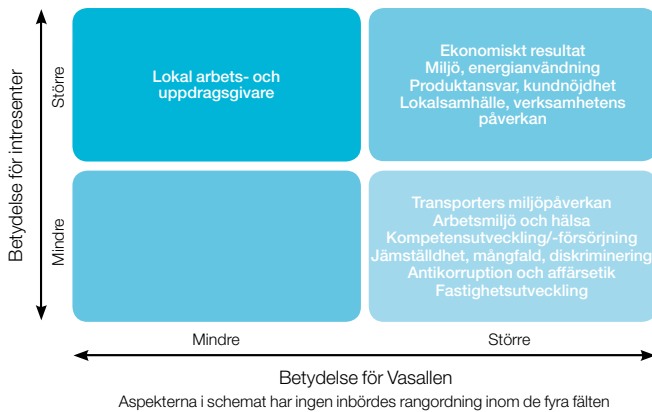 Betydelse för intressenter
Större
Mindre
Lokal arbets- och
uppdragsgivare
Ekonomiskt resultat
Miljö, energianvändning
Produktansvar, kundnöjdhet
Lokalsamhälle, verksamhetens
påverkan
Transporters miljöpåverkan
Arbetsmiljö och hälsa
Kompetensutveckling/-försörjning
Jämställdhet, mångfald, diskriminering
Antikorruption och affärsetik
Fastighetsutveckling
Mindre
Större
Betydelse för Vasallen
Aspekterna i schemat har ingen inbördes rangordning inom de fyra fälten